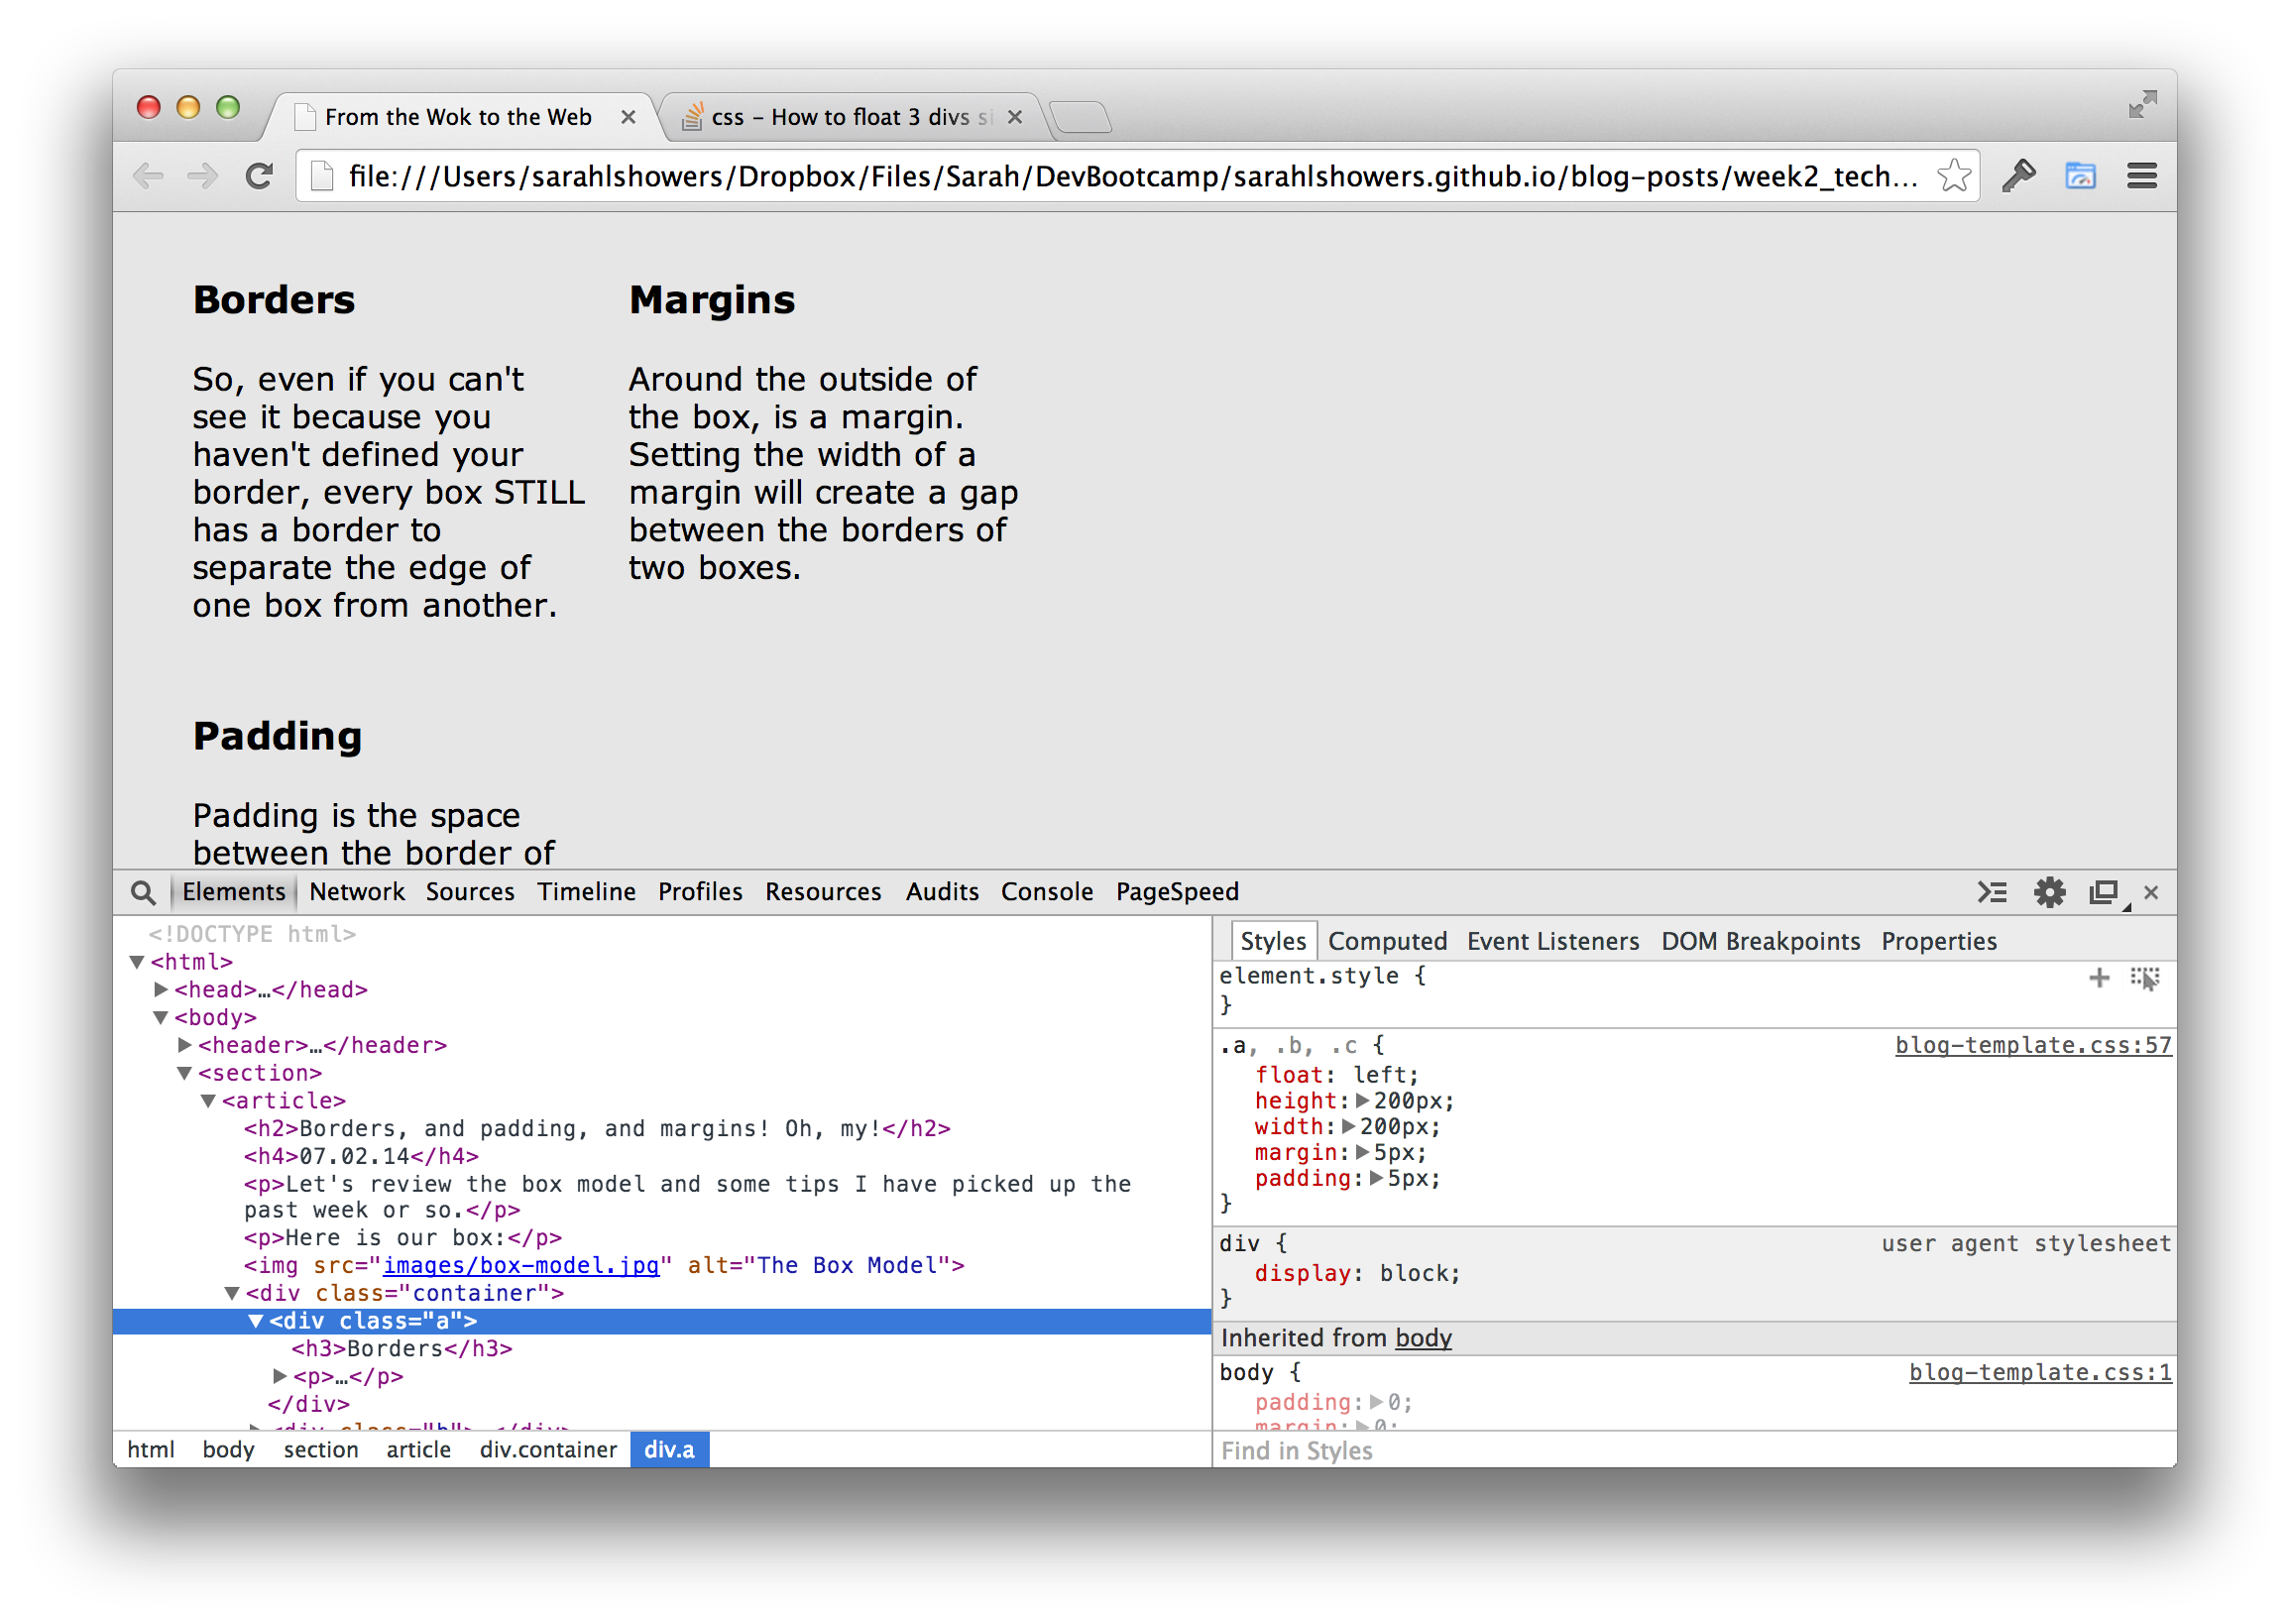 From the Wok to the Web
css - How to float 3 divs si
file:///Users/sarahlshowers/Dropbox/Files/Sarah/DevBootcamp/sarahlshowers.github.io/blog-posts/week2_tech...
Borders
So, even if you can't
see it because you
haven't defined your
border, every box STILL
has a border to
separate the edge of
one box from another.
Margins
Around the outside of
the box, is a margin.
Setting the width of a
margin will create a gap
between the borders of
two boxes.
Padding
Padding is the space
between the border of
Elements Network Sources Timeline Profiles Resources Audits Console PageSpeed
<!DOCTYPE html>
<html>
<head>…</head>
<body>
<header>…</header>
<section>
<article>
<h2>Borders, and padding, and margins! Oh, my!</h2>
<h4>07.02.14</h4>
<p>Let's review the box model and some tips I have picked up the
past week or so.</p>
<p>Here is our box:</p>
<img src="images/box-model.jpg" alt="The Box Model">
<div class="container">
<div class="a">
<h3>Borders</h3>
<p>…</p>
</div>
<div class="b">…</div>
html body section article div.container div.a
Styles Computed Event Listeners DOM Breakpoints Properties
element.style {
}
.a, .b, .c { blog-template.css:57
float: left;
height: 200px;
width: 200px;
margin: 5px;
padding: 5px;
}
div { user agent stylesheet
display: block;
}
Inherited from body
body { blog-template.css:1
padding: 0;
margin: 0;
Find in Styles